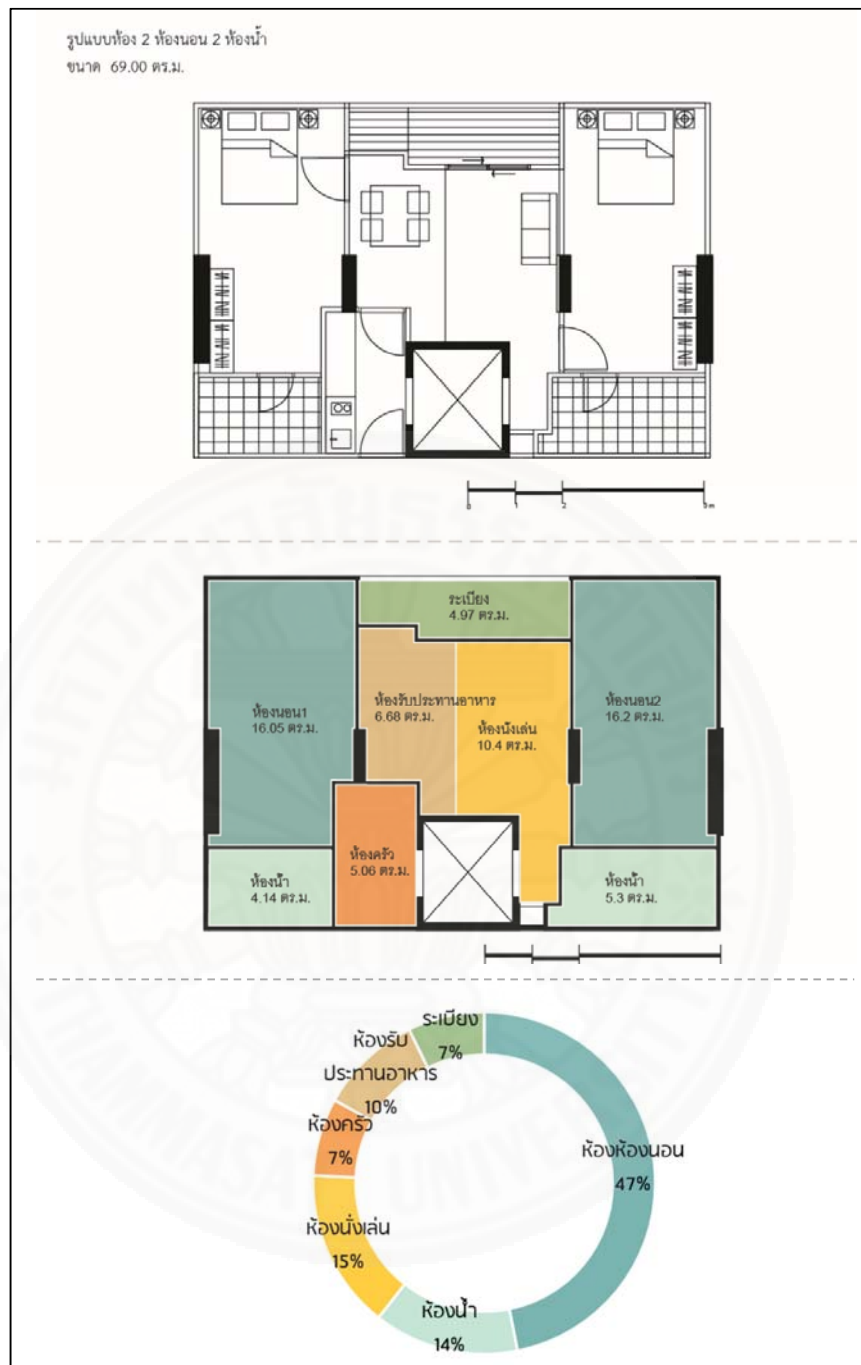 รูปแบบห้อง 2 ห้องนอน 2 ห้องน้ำ
ขนาด 69.00 ตร.ม.
0 1 2 5m
ระเบียง
4.97 ตร.ม.
ห้องนอน1
16.05 ตร.ม.
ห้องรับประทานอาหาร
6.68 ตร.ม.
ห้องนั่งเล่น
10.4 ตร.ม.
ห้องนอน2
16.2 ตร.ม.
ห้องครัว
5.06 ตร.ม.
ห้องน้ำ
4.14 ตร.ม.
ห้องน้ำ
5.3 ตร.ม.
ระเบียง
7%
ห้องรับ
ประทานอาหาร
10%
ห้องครัว
7%
ห้องนั่งเล่น
15%
ห้องน้ำ
14%
ห้องห้องนอน
47%
THAMMASAT UNIVERSITY